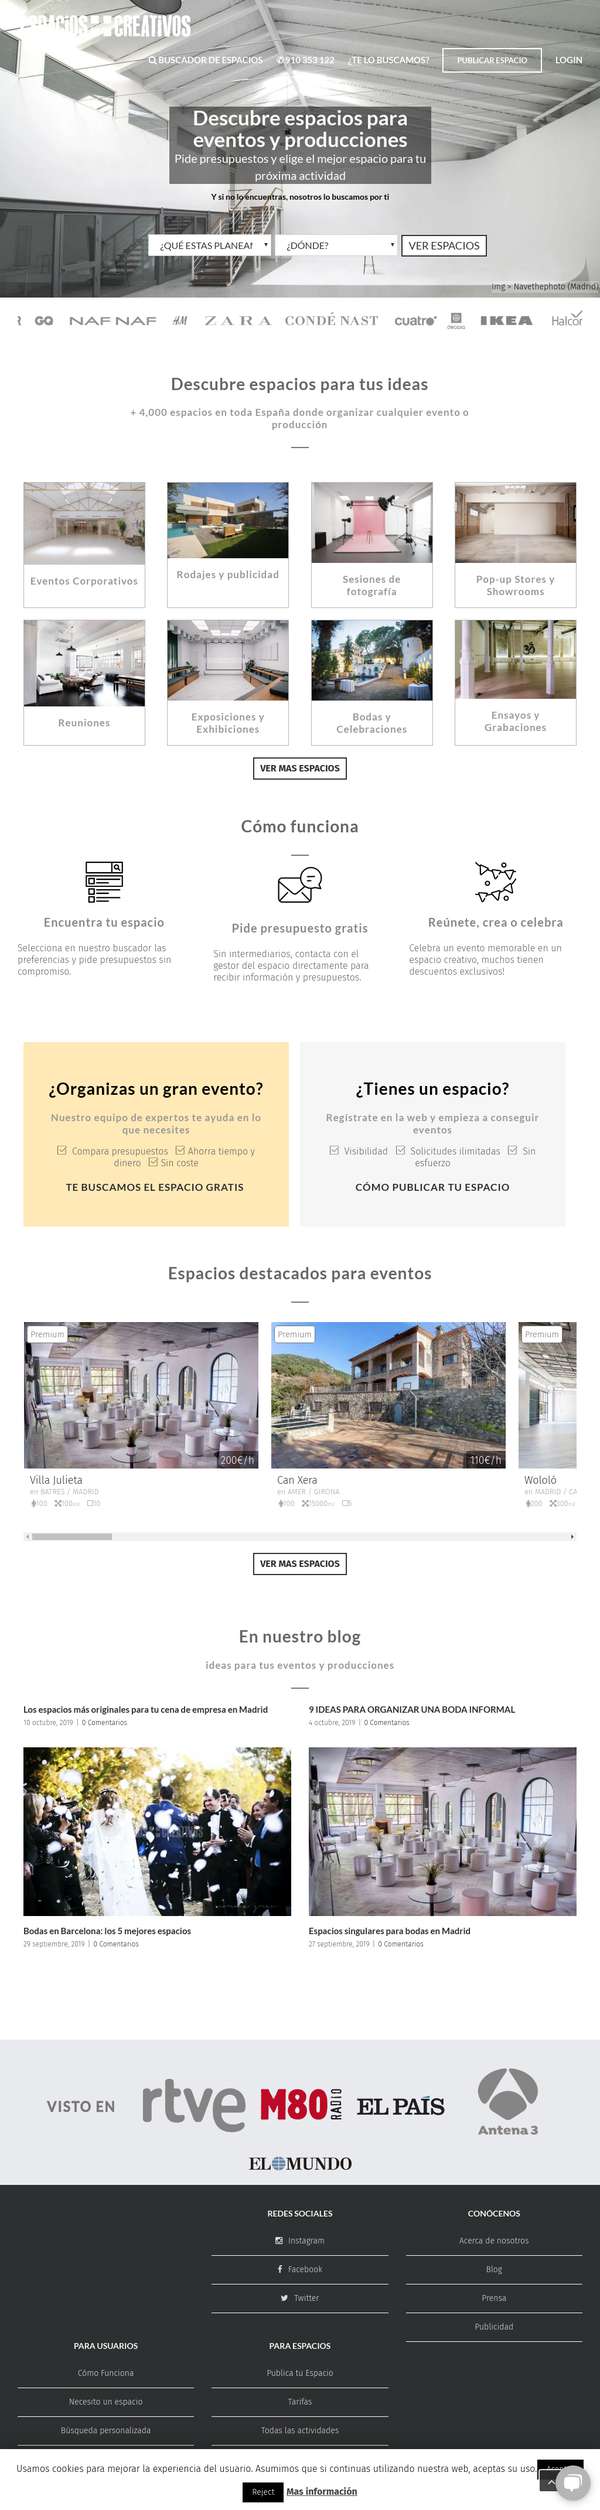 ESPACIOS CREATIVOS
BUSCADOR DE ESPACIOS
910 353 122
¿TE LO BUSCAMOS?
PUBLICAR ESPACIO
LOGIN
Descubre espacios para
eventos y producciones
Pide presupuestos y elige el mejor espacio para tu
próxima actividad
Y si no lo encuentras, nosotros lo buscamos por ti
¿QUÉ ESTAS PLANEAN
¿DÓNDE?
VER ESPACIOS
Img > Navethephoto (Madrid)
GQ NAF NAF H&M ZARA CONDÉ NAST cuatro IKEA Halcor
Descubre espacios para tus ideas
+ 4,000 espacios en toda España donde organizar cualquier evento o
producción
Eventos Corporativos
Rodajes y publicidad
Sesiones de
fotografía
Pop-up Stores y
Showrooms
Reuniones
Exposiciones y
Exhibiciones
Bodas y
Celebraciones
Ensayos y
Grabaciones
VER MAS ESPACIOS
Cómo funciona
Encuentra tu espacio
Selecciona en nuestro buscador las
preferencias y pide presupuestos sin
compromiso.
Pide presupuesto gratis
Sin intermediarios, contacta con el
gestor del espacio directamente para
recibir información y presupuestos.
Reúnete, crea o celebra
Celebra un evento memorable en un
espacio creativo, muchos tienen
descuentos exclusivos!
¿Organizas un gran evento?
Nuestro equipo de expertos te ayuda en lo
que necesites
Compara presupuestos Ahorra tiempo y
dinero Sin coste
TE BUSCAMOS EL ESPACIO GRATIS
¿Tienes un espacio?
Regístrate en la web y empieza a conseguir
eventos
Visibilidad Solicitudes ilimitadas Sin
esfuerzo
CÓMO PUBLICAR TU ESPACIO
Espacios destacados para eventos
Premium
200€/h
Villa Julieta
en BATRES / MADRID
100 100m² 10
Premium
110€/h
Can Xera
en AMER / GIRONA
100 15000m² 5
Premium
Wololó
en MADRID / CA
200 300m²
VER MAS ESPACIOS
En nuestro blog
ideas para tus eventos y producciones
Los espacios más originales para tu cena de empresa en Madrid
10 octubre, 2019 | 0 Comentarios
9 IDEAS PARA ORGANIZAR UNA BODA INFORMAL
4 octubre, 2019 | 0 Comentarios
Bodas en Barcelona: los 5 mejores espacios
29 septiembre, 2019 | 0 Comentarios
Espacios singulares para bodas en Madrid
27 septiembre, 2019 | 0 Comentarios
VISTO EN
rtve
M80 RADIO
EL PAÍS
Antena 3
EL MUNDO
REDES SOCIALES
Instagram
Facebook
Twitter
CONÓCENOS
Acerca de nosotros
Blog
Prensa
Publicidad
PARA USUARIOS
Cómo Funciona
Necesito un espacio
Búsqueda personalizada
PARA ESPACIOS
Publica tu Espacio
Tarifas
Todas las actividades
Usamos cookies para mejorar la experiencia del usuario. Asumimos que si continuas utilizando nuestra web, aceptas su uso.
Reject
Mas información